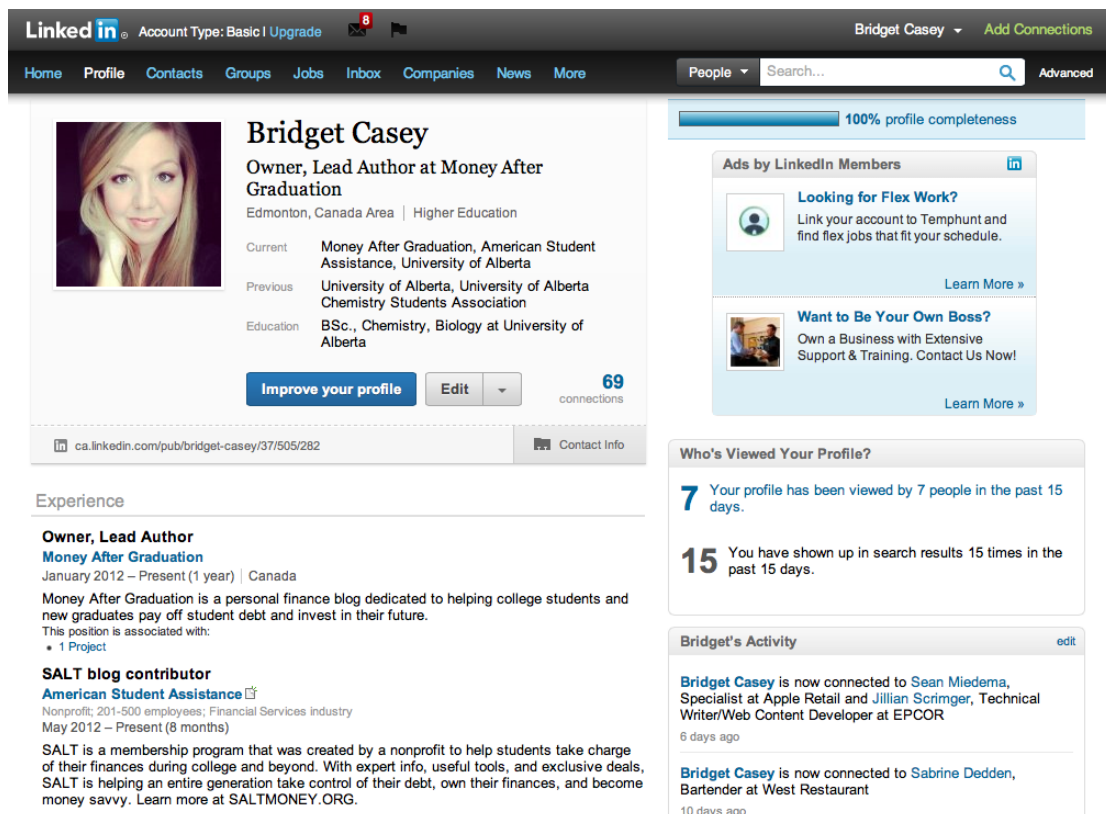 Linked in ® Account Type: Basic | Upgrade 8 Bridget Casey Add Connections
Home Profile Contacts Groups Jobs Inbox Companies News More People Search... Advanced
Bridget Casey
Owner, Lead Author at Money After
Graduation
Edmonton, Canada Area | Higher Education
Current Money After Graduation, American Student
Assistance, University of Alberta
Previous University of Alberta, University of Alberta
Chemistry Students Association
Education BSc., Chemistry, Biology at University of
Alberta
Improve your profile Edit 69
connections
in ca.linkedin.com/pub/bridget-casey/37/505/282 Contact Info
Experience
Owner, Lead Author
Money After Graduation
January 2012 – Present (1 year) | Canada
Money After Graduation is a personal finance blog dedicated to helping college students and
new graduates pay off student debt and invest in their future.
This position is associated with:
• 1 Project
SALT blog contributor
American Student Assistance
Nonprofit; 201-500 employees; Financial Services industry
May 2012 – Present (8 months)
SALT is a membership program that was created by a nonprofit to help students take charge
of their finances during college and beyond. With expert info, useful tools, and exclusive deals,
SALT is helping an entire generation take control of their debt, own their finances, and become
money savvy. Learn more at SALTMONEY.ORG.
100% profile completeness
Ads by LinkedIn Members in
Looking for Flex Work?
Link your account to Temphunt and
find flex jobs that fit your schedule.
Learn More »
Want to Be Your Own Boss?
Own a Business with Extensive
Support & Training. Contact Us Now!
Learn More »
Who's Viewed Your Profile?
7 Your profile has been viewed by 7 people in the past 15
days.
15 You have shown up in search results 15 times in the
past 15 days.
Bridget's Activity edit
Bridget Casey is now connected to Sean Miedema,
Specialist at Apple Retail and Jillian Scrimger, Technical
Writer/Web Content Developer at EPCOR
6 days ago
Bridget Casey is now connected to Sabrine Dedden,
Bartender at West Restaurant
10 days ago